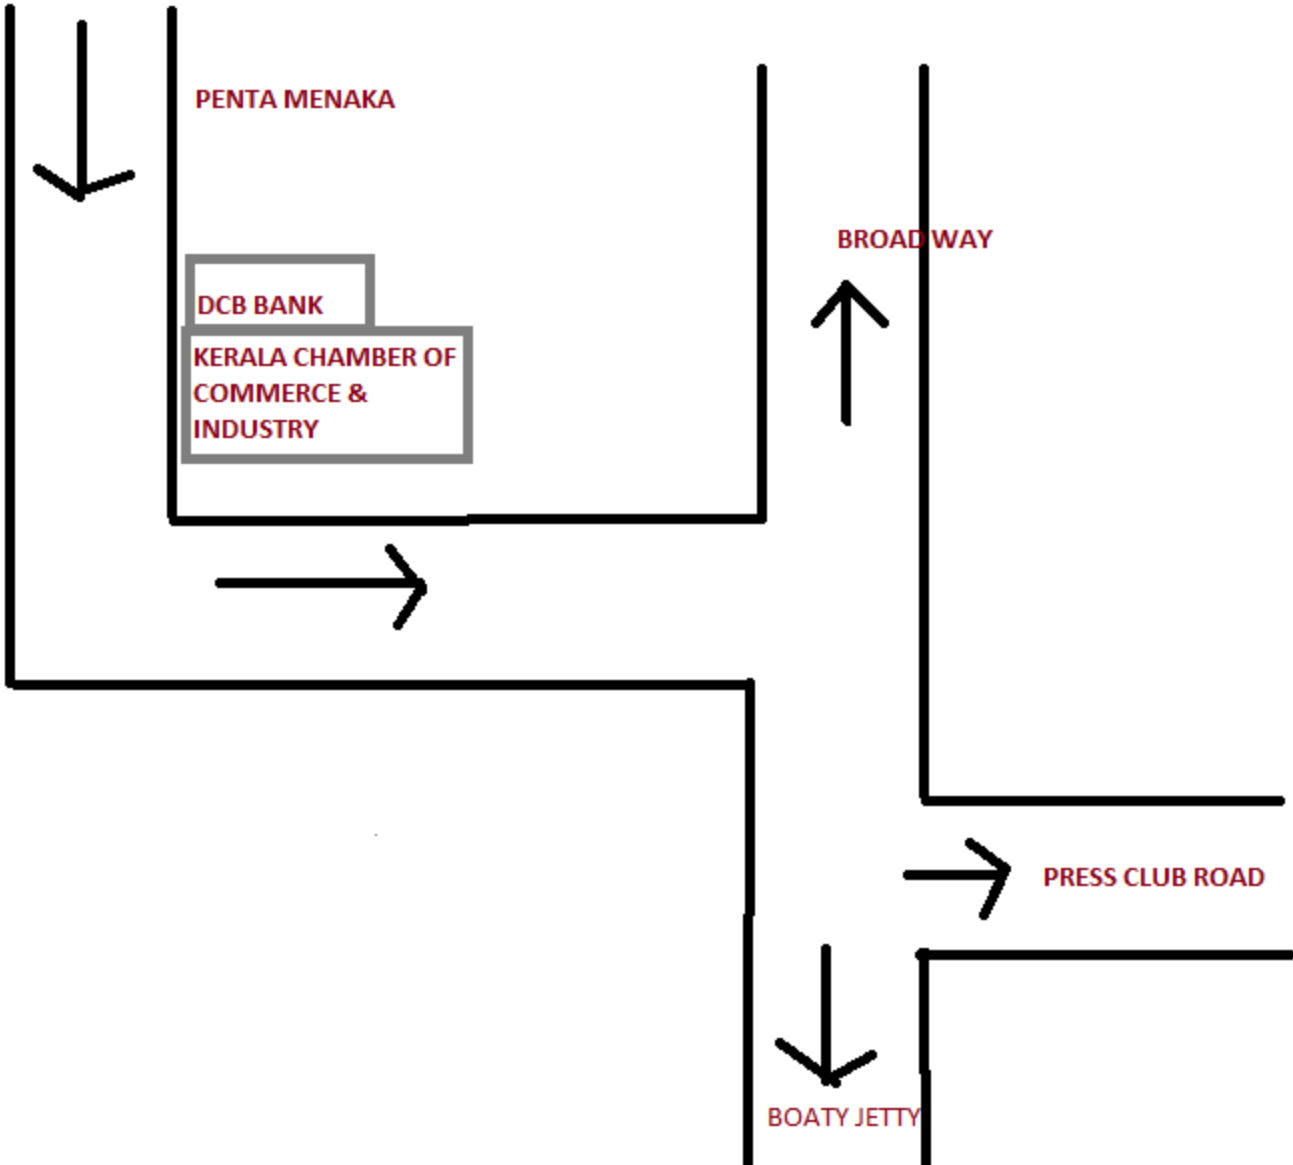 PENTA MENAKA
BROAD WAY
DCB BANK
KERALA CHAMBER OF
COMMERCE &
INDUSTRY
PRESS CLUB ROAD
BOATY JETTY